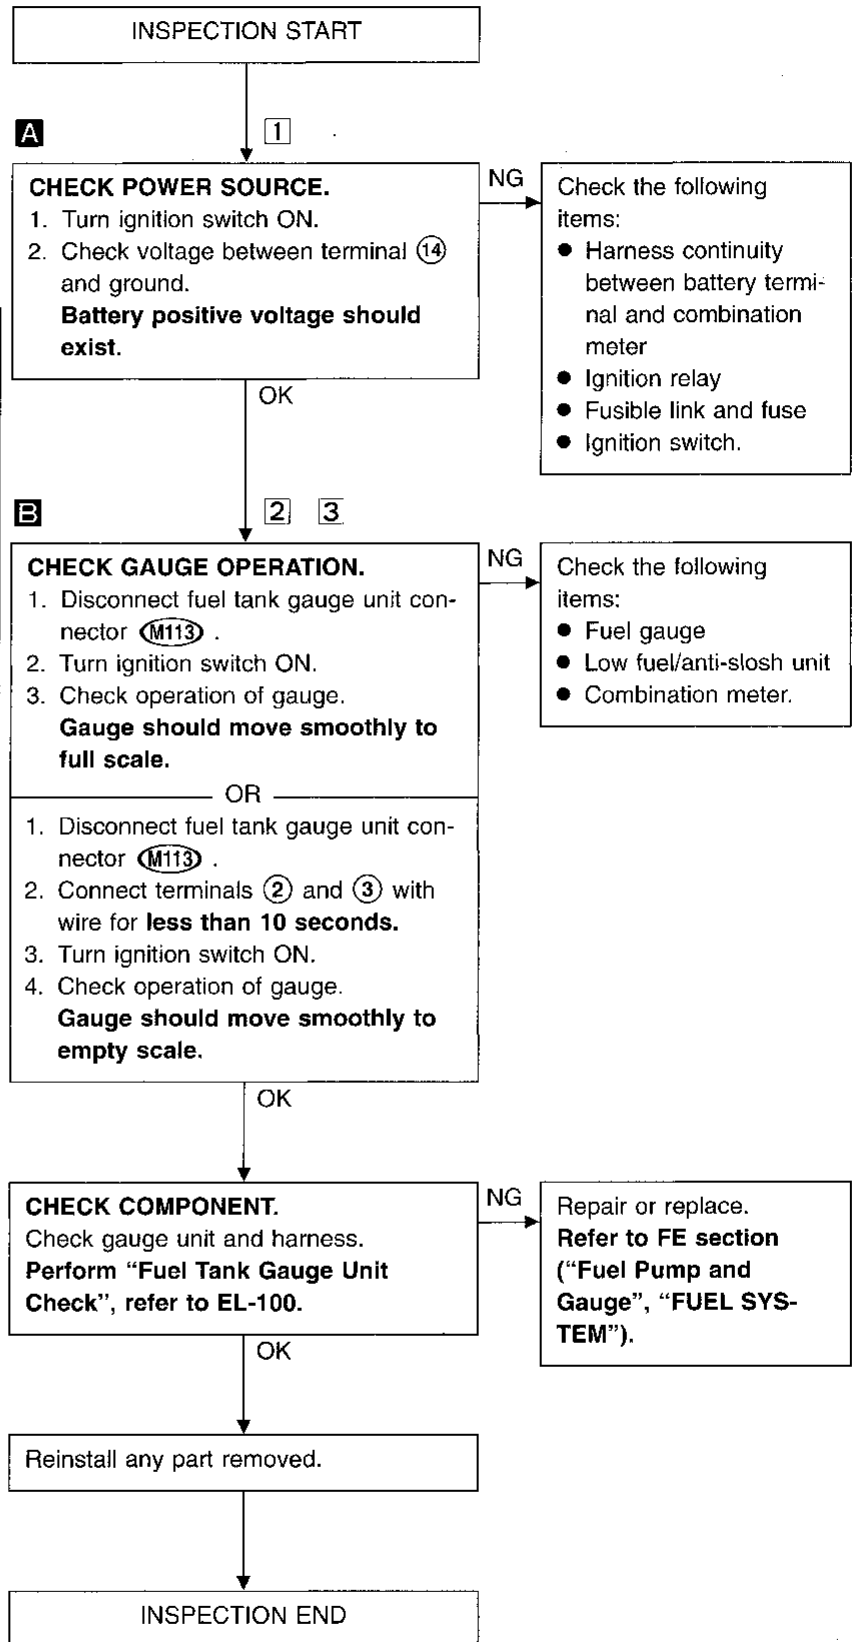 INSPECTION START
A
1
CHECK POWER SOURCE.
1. Turn ignition switch ON.
2. Check voltage between terminal 14
and ground.
Battery positive voltage should
exist.
NG
Check the following
items:
● Harness continuity
between battery termi-
nal and combination
meter
● Ignition relay
● Fusible link and fuse
● Ignition switch.
OK
B
2 3
CHECK GAUGE OPERATION.
1. Disconnect fuel tank gauge unit con-
nector M113 .
2. Turn ignition switch ON.
3. Check operation of gauge.
Gauge should move smoothly to
full scale.
OR
1. Disconnect fuel tank gauge unit con-
nector M113 .
2. Connect terminals 2 and 3 with
wire for less than 10 seconds.
3. Turn ignition switch ON.
4. Check operation of gauge.
Gauge should move smoothly to
empty scale.
NG
Check the following
items:
● Fuel gauge
● Low fuel/anti-slosh unit
● Combination meter.
OK
CHECK COMPONENT.
Check gauge unit and harness.
Perform “Fuel Tank Gauge Unit
Check”, refer to EL-100.
NG
Repair or replace.
Refer to FE section
(“Fuel Pump and
Gauge”, “FUEL SYS-
TEM”).
OK
Reinstall any part removed.
INSPECTION END